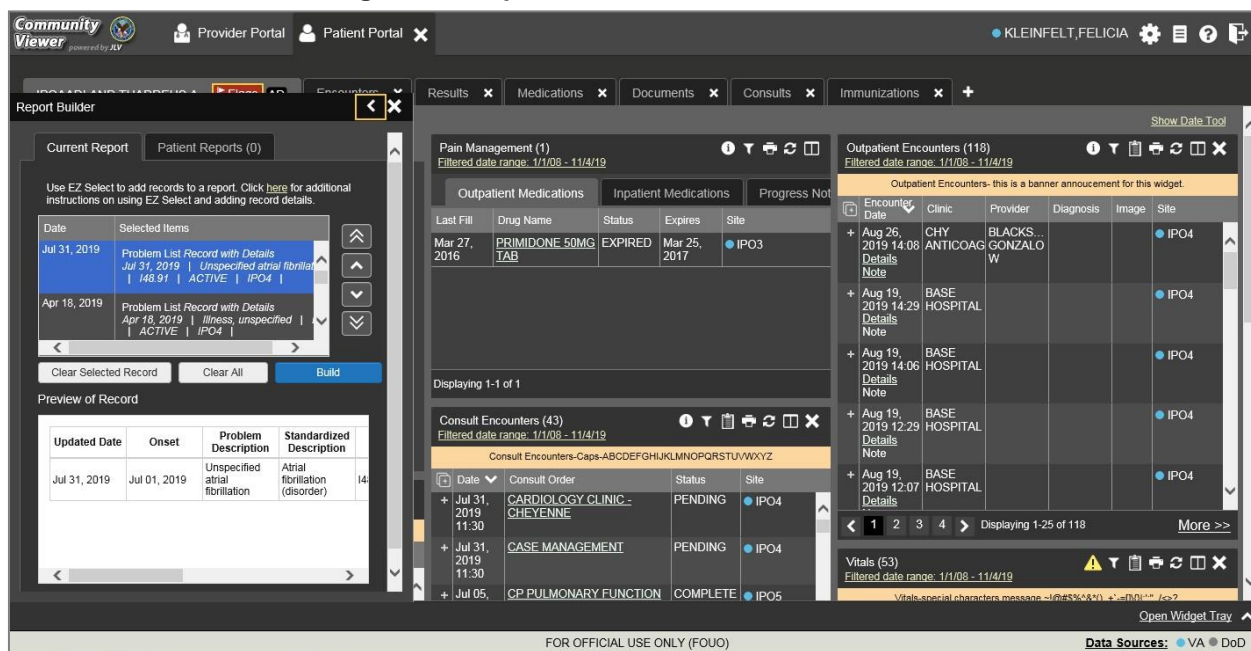 Community
Viewer powered by JLV
Provider Portal
Patient Portal
KLEINFELT,FELICIA
Flags
Encounters
Results
Medications
Documents
Consults
Immunizations
Show Date Tool
Report Builder
Current Report
Patient Reports (0)
Use EZ Select to add records to a report. Click here for additional
instructions on using EZ Select and adding record details.
Date Selected Items
Jul 31, 2019 Problem List Record with Details
Jul 31, 2019 | Unspecified atrial fibrillat
| I48.91 | ACTIVE | IPO4 |
Apr 18, 2019 Problem List Record with Details
Apr 18, 2019 | Illness, unspecified |
| ACTIVE | IPO4 |
Clear Selected Record
Clear All
Build
Preview of Record
Updated Date Onset Problem Description Standardized Description
Jul 31, 2019 Jul 01, 2019 Unspecified atrial fibrillation Atrial fibrillation (disorder) I4
Pain Management (1)
Filtered date range: 1/1/08 - 11/4/19
Outpatient Medications
Inpatient Medications
Progress Not
Last Fill Drug Name Status Expires Site
Mar 27, PRIMIDONE 50MG EXPIRED Mar 25, IPO3
2016 TAB 2017
Displaying 1-1 of 1
Consult Encounters (43)
Filtered date range: 1/1/08 - 11/4/19
Consult Encounters-Caps-ABCDEFGHIJKLMNOPQRSTUVWXYZ
Date Consult Order Status Site
+ Jul 31, CARDIOLOGY CLINIC - PENDING IPO4
2019 CHEYENNE
11:30
+ Jul 31, CASE MANAGEMENT PENDING IPO4
2019
11:30
+ Jul 05, CP PULMONARY FUNCTION COMPLETE IPO5
Outpatient Encounters (118)
Filtered date range: 1/1/08 - 11/4/19
Outpatient Encounters- this is a banner annoucement for this widget.
Encounter Date Clinic Provider Diagnosis Image Site
+ Aug 26, CHY BLACKS... IPO4
2019 14:08 ANTICOAG GONZALO
Details W
Note
+ Aug 19, BASE IPO4
2019 14:29 HOSPITAL
Details
Note
+ Aug 19, BASE IPO4
2019 14:06 HOSPITAL
Details
Note
+ Aug 19, BASE IPO4
2019 12:29 HOSPITAL
Details
Note
+ Aug 19, BASE IPO4
2019 12:07 HOSPITAL
Details
1 2 3 4 Displaying 1-25 of 118 More >>
Vitals (53)
Filtered date range: 1/1/08 - 11/4/19
Vitals-special characters message
Open Widget Tray
FOR OFFICIAL USE ONLY (FOUO)
Data Sources: VA DoD